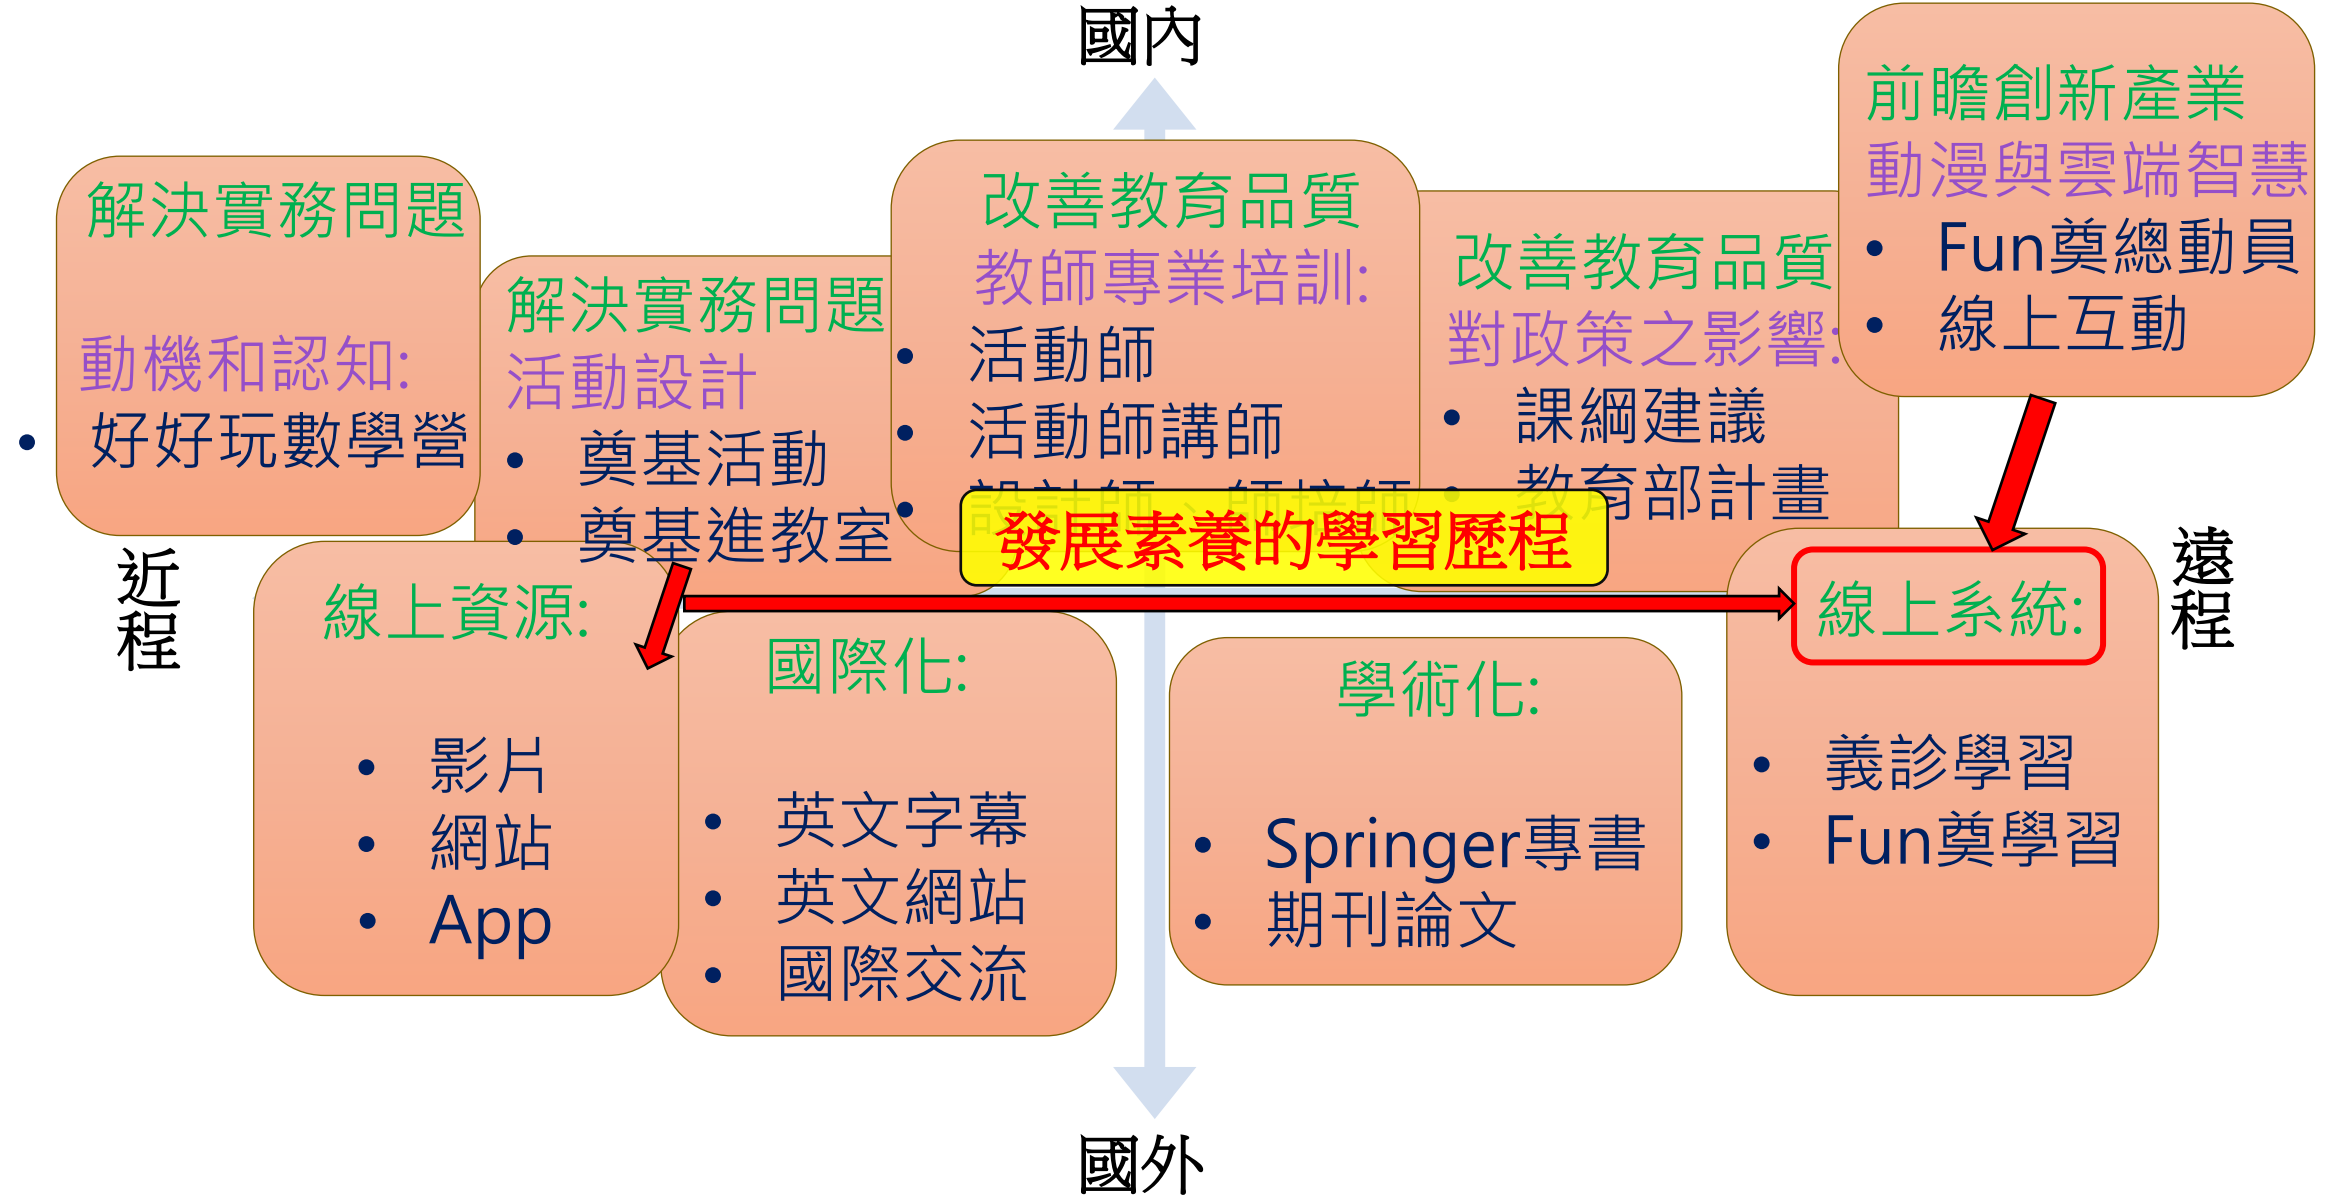 國內
解決實務問題
動機和認知:
• 好好玩數學營
解決實務問題
活動設計
• 奠基活動
• 奠基進教室
改善教育品質
教師專業培訓:
• 活動師
• 活動師講師
• 設計師、師培師
改善教育品質
對政策之影響:
• 課綱建議
• 教育部計畫
前瞻創新產業
動漫與雲端智慧
• Fun奠總動員
• 線上互動
發展素養的學習歷程
近程
遠程
線上資源:
• 影片
• 網站
• App
國際化:
• 英文字幕
• 英文網站
• 國際交流
學術化:
• Springer專書
• 期刊論文
線上系統:
• 義診學習
• Fun奠學習
國外